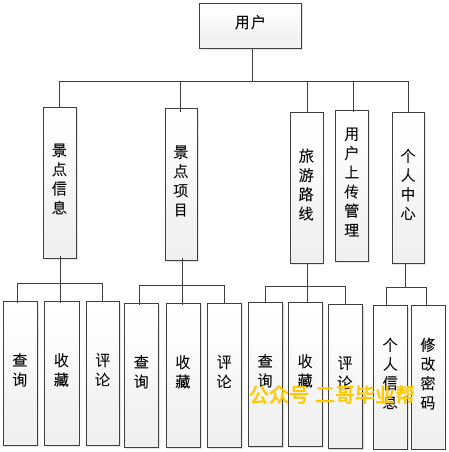 用户
景点信息
景点项目
旅游路线
用户上传管理
个人中心
查询
收藏
评论
查询
收藏
评论
查询
收藏
评论
个人信息
修改密码
公众号 二哥毕业帮